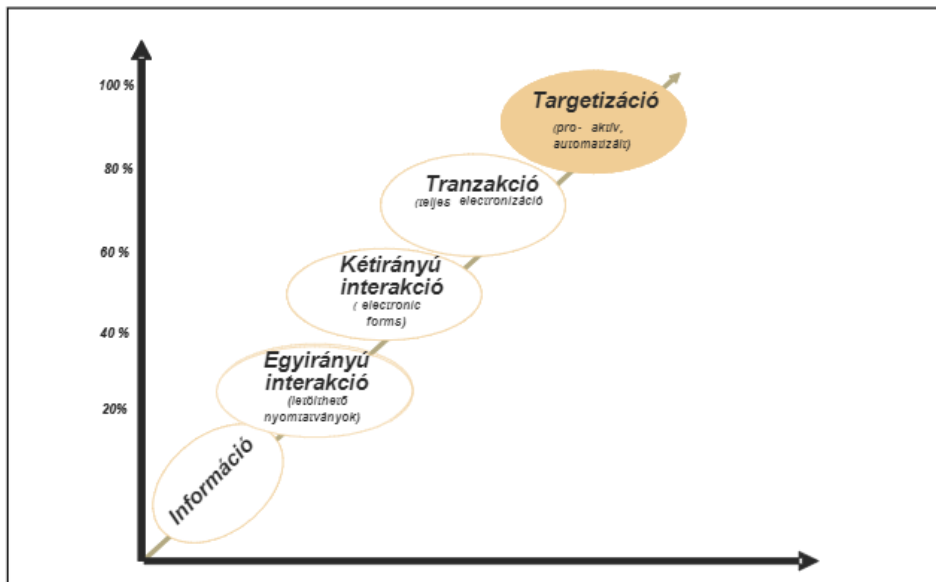 100 %
Targetizáció
(pro- aktív,
automatizált)
80 %
Tranzakció
(teljes electronizáció
60 %
Kétirányú
interakció
( electronic
forms)
40 %
Egyirányú
interakció
(letölthető
nyomtatványok)
20%
Információ